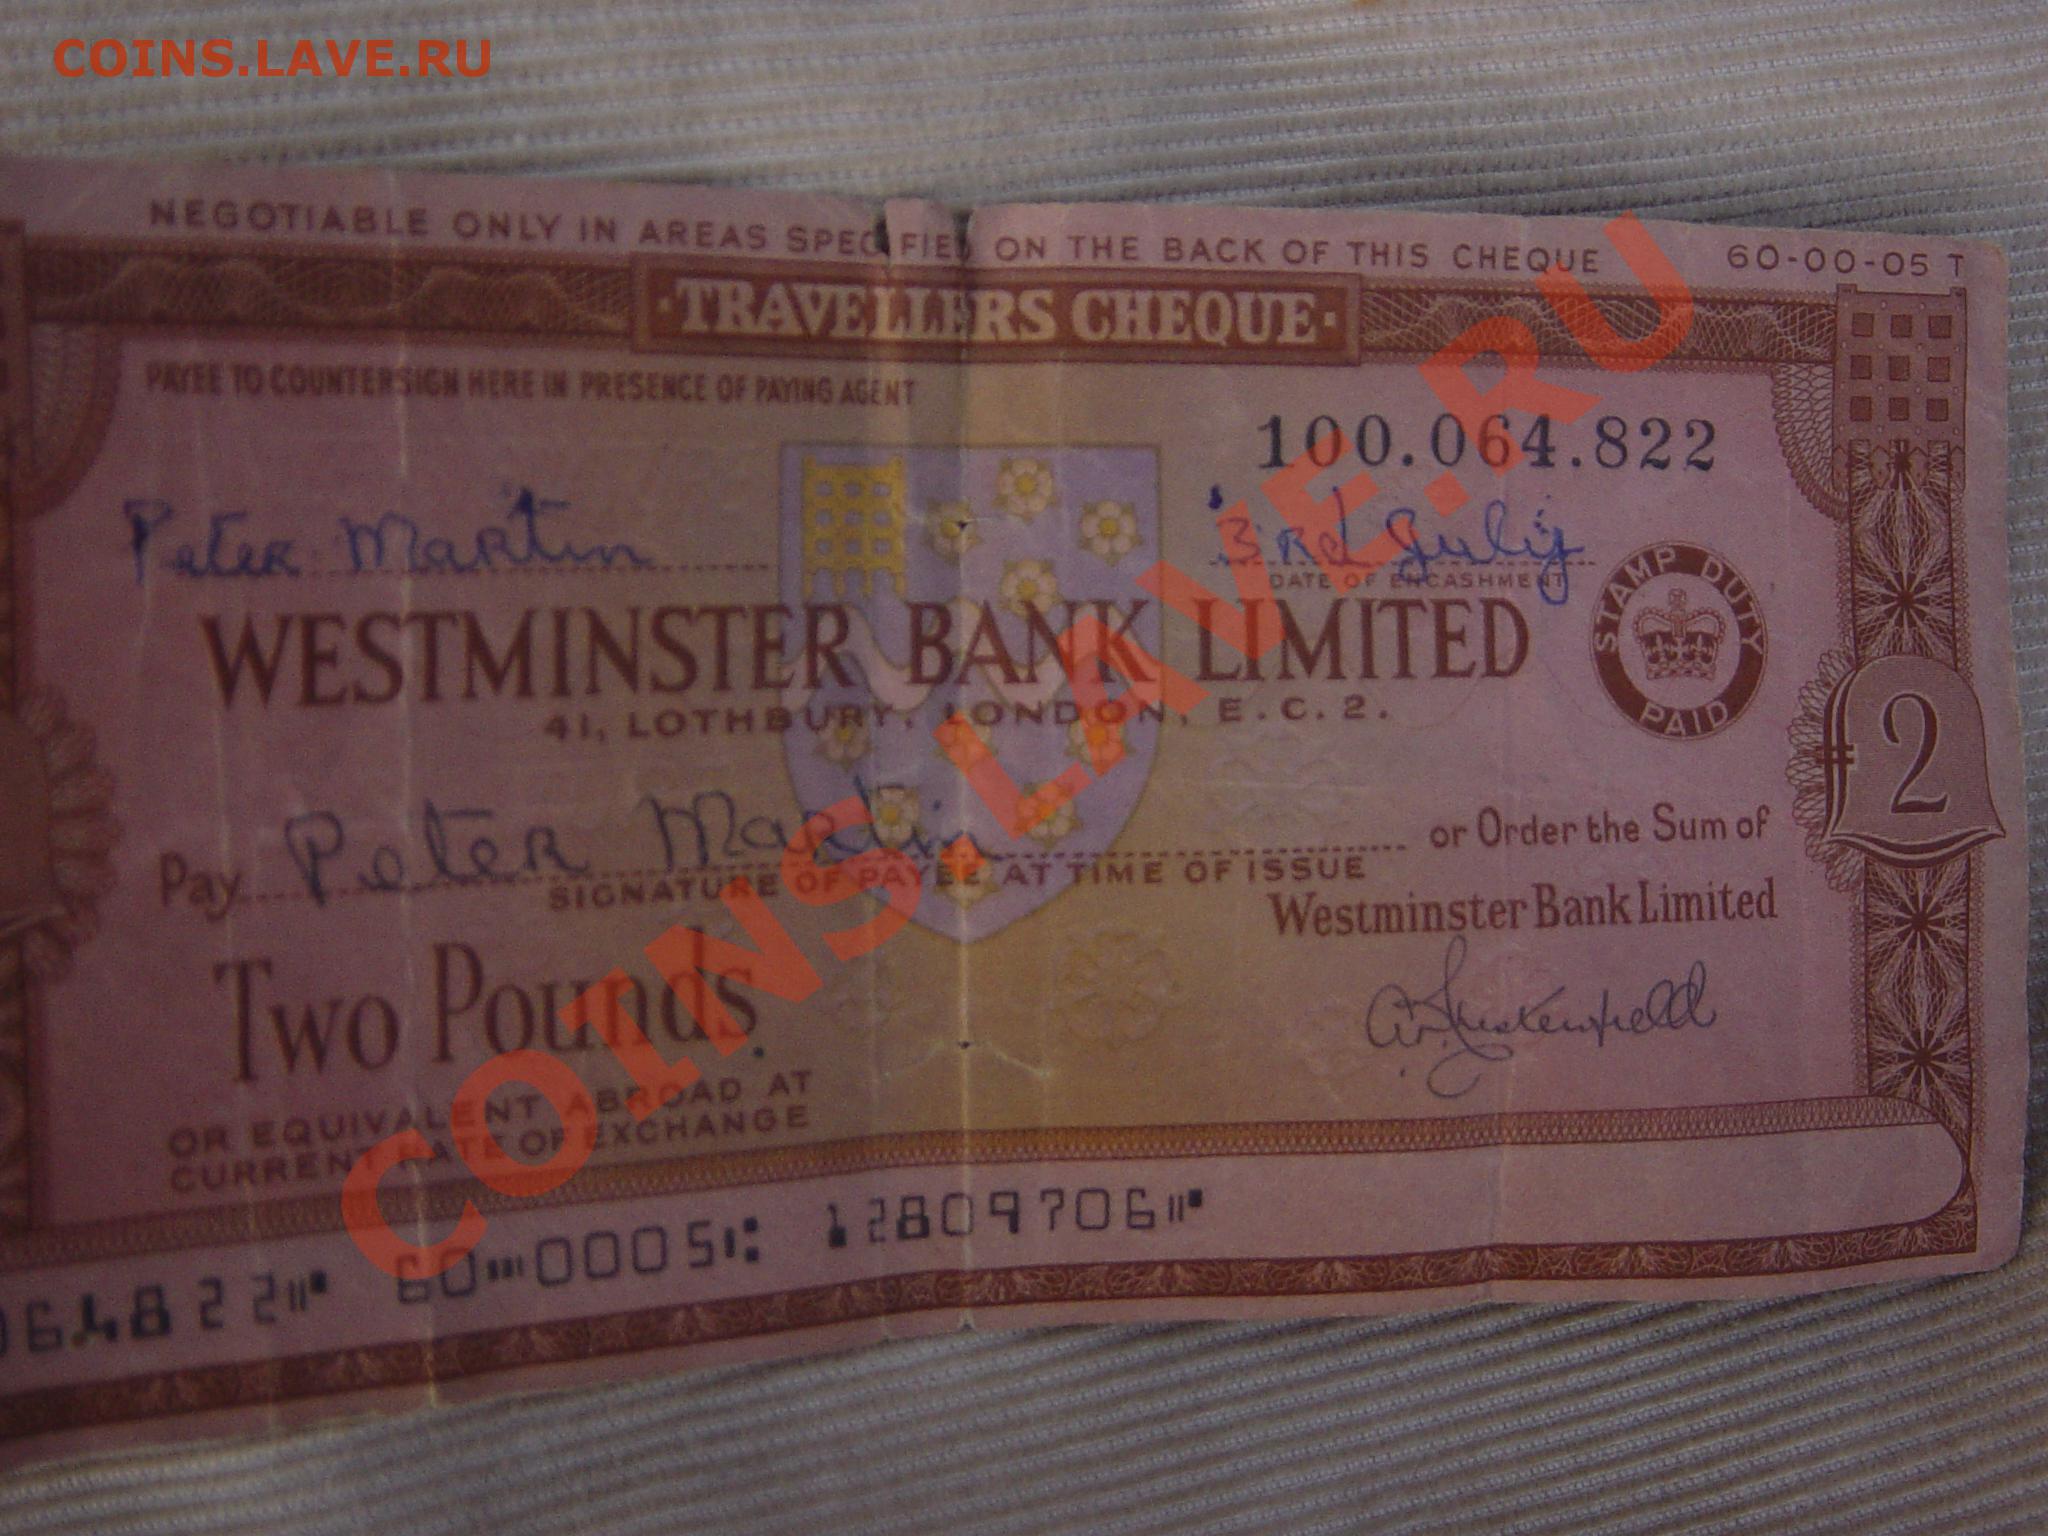 COINS.LAVE.RU
NEGOTIABLE ONLY IN AREAS SPECIFIED ON THE BACK OF THIS CHEQUE 60-00-05 T
·TRAVELLERS CHEQUE·
PAYEE TO COUNTERSIGN HERE IN PRESENCE OF PAYING AGENT
100.064.822
Peter Martin 3rd July
DATE OF ENCASHMENT
STAMP DUTY PAID
WESTMINSTER BANK LIMITED
41, LOTHBURY, LONDON, E.C.2.
2
Pay Peter Martin or Order the Sum of
SIGNATURE OF PAYEE AT TIME OF ISSUE
Westminster Bank Limited
Two Pounds
OR EQUIVALENT ABROAD AT
CURRENT RATE OF EXCHANGE
064822⑈ 60⑉0005⑆ 12809706⑈
COINS.LAVE.RU